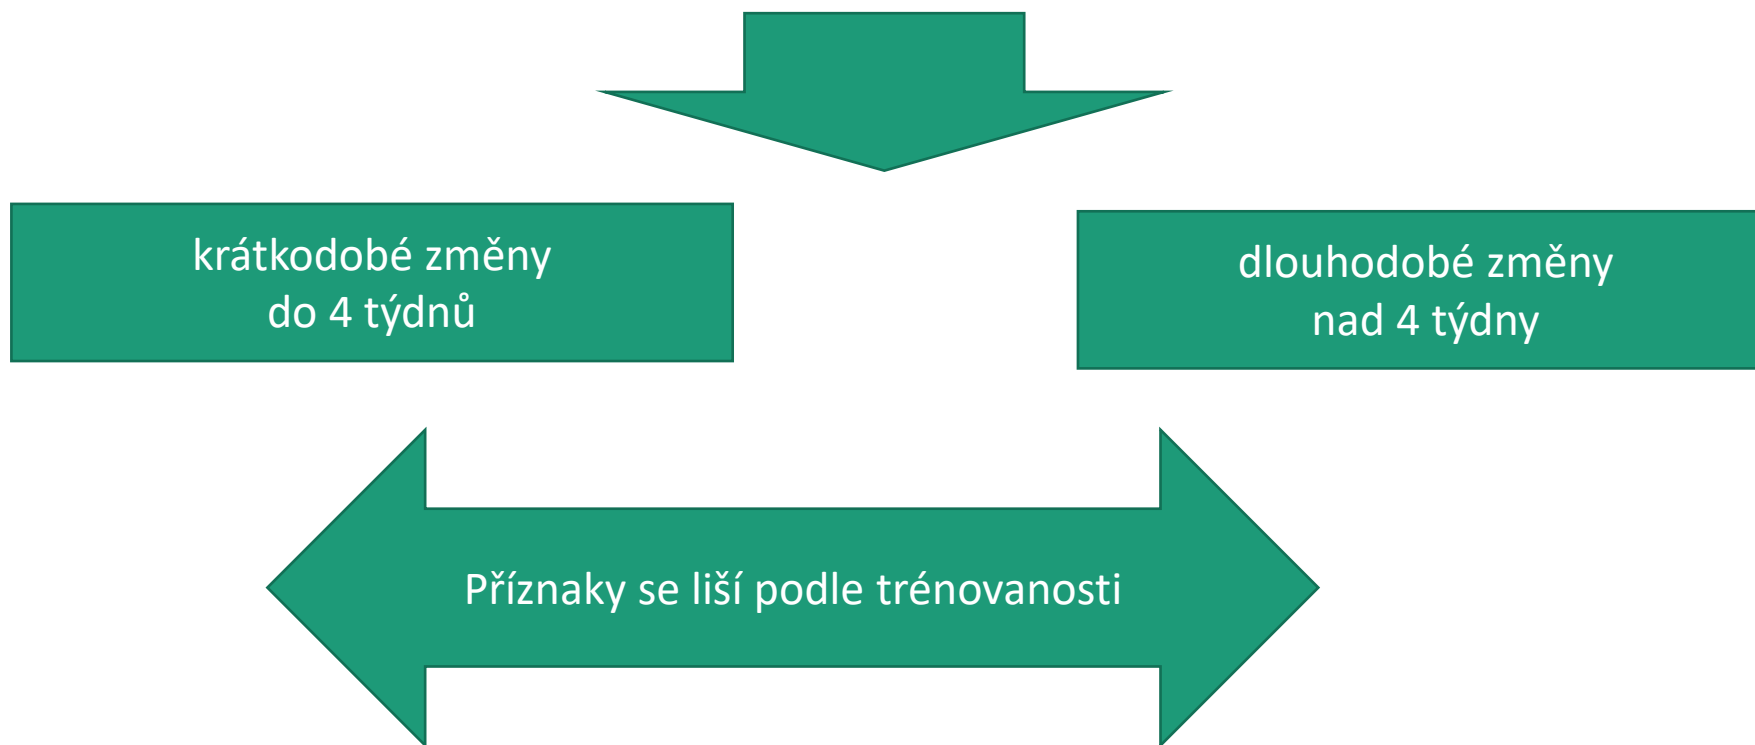 krátkodobé změny
do 4 týdnů
dlouhodobé změny
nad 4 týdny
Příznaky se liší podle trénovanosti